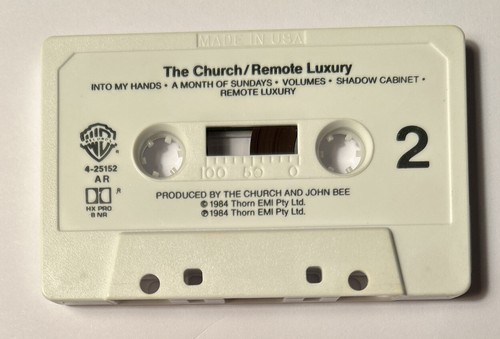 MADE IN USA
The Church/Remote Luxury
INTO MY HANDS • A MONTH OF SUNDAYS • VOLUMES • SHADOW CABINET •
REMOTE LUXURY
4-25152
AR
HX PRO
B NR
100 50 0
2
PRODUCED BY THE CHURCH AND JOHN BEE
© 1984 Thorn EMI Pty Ltd.
℗ 1984 Thorn EMI Pty Ltd.